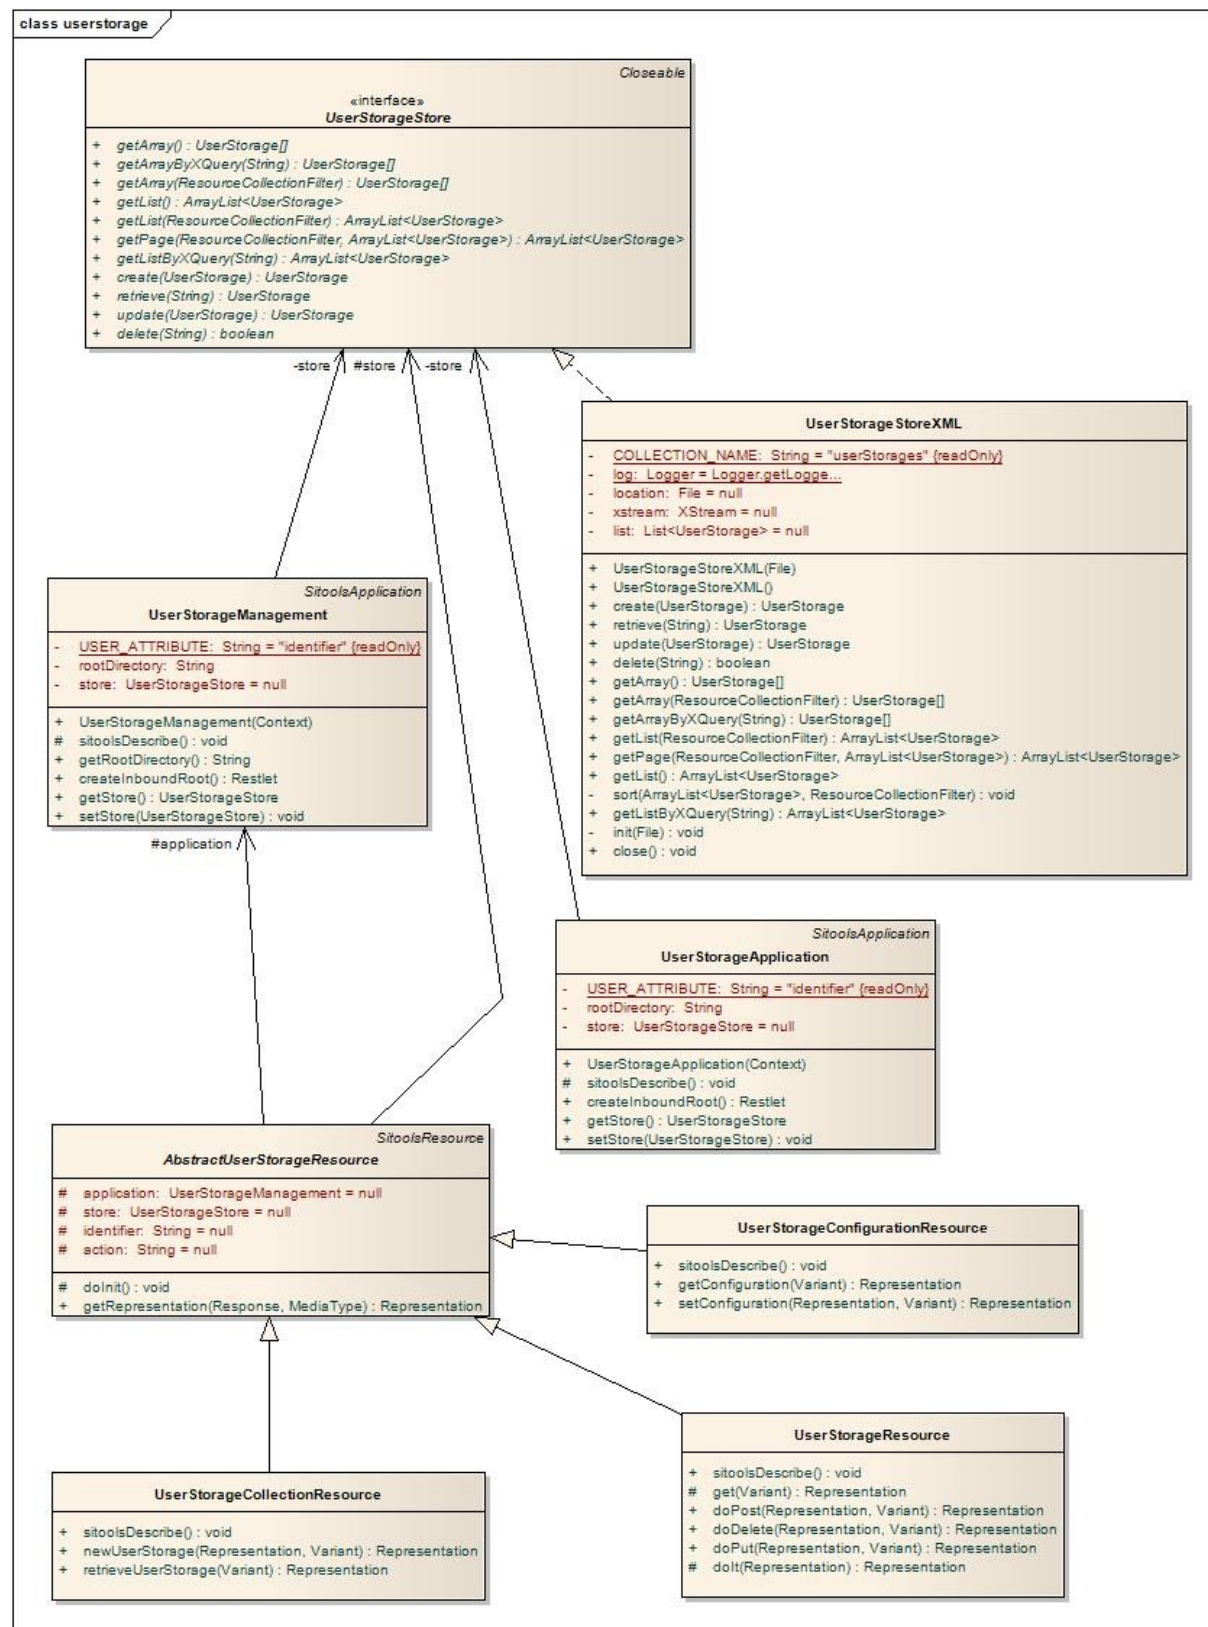 class userstorage
Closeable
«interface»
UserStorageStore
+ getArray() : UserStorage[]
+ getArrayByXQuery(String) : UserStorage[]
+ getArray(ResourceCollectionFilter) : UserStorage[]
+ getList() : ArrayList<UserStorage>
+ getList(ResourceCollectionFilter) : ArrayList<UserStorage>
+ getPage(ResourceCollectionFilter, ArrayList<UserStorage>) : ArrayList<UserStorage>
+ getListByXQuery(String) : ArrayList<UserStorage>
+ create(UserStorage) : UserStorage
+ retrieve(String) : UserStorage
+ update(UserStorage) : UserStorage
+ delete(String) : boolean
-store #store -store
UserStorageStoreXML
- COLLECTION_NAME: String = "userStorages" {readOnly}
- log: Logger = Logger.getLogge...
- location: File = null
- xstream: XStream = null
- list: List<UserStorage> = null
+ UserStorageStoreXML(File)
+ UserStorageStoreXML()
+ create(UserStorage) : UserStorage
+ retrieve(String) : UserStorage
+ update(UserStorage) : UserStorage
+ delete(String) : boolean
+ getArray() : UserStorage[]
+ getArray(ResourceCollectionFilter) : UserStorage[]
+ getArrayByXQuery(String) : UserStorage[]
+ getList(ResourceCollectionFilter) : ArrayList<UserStorage>
+ getPage(ResourceCollectionFilter, ArrayList<UserStorage>) : ArrayList<UserStorage>
+ getList() : ArrayList<UserStorage>
- sort(ArrayList<UserStorage>, ResourceCollectionFilter) : void
+ getListByXQuery(String) : ArrayList<UserStorage>
- init(File) : void
+ close() : void
SitoolsApplication
UserStorageManagement
- USER_ATTRIBUTE: String = "identifier" {readOnly}
- rootDirectory: String
- store: UserStorageStore = null
+ UserStorageManagement(Context)
# sitoolsDescribe() : void
+ getRootDirectory() : String
+ createInboundRoot() : Restlet
+ getStore() : UserStorageStore
+ setStore(UserStorageStore) : void
#application
SitoolsApplication
UserStorageApplication
- USER_ATTRIBUTE: String = "identifier" {readOnly}
- rootDirectory: String
- store: UserStorageStore = null
+ UserStorageApplication(Context)
# sitoolsDescribe() : void
+ createInboundRoot() : Restlet
+ getStore() : UserStorageStore
+ setStore(UserStorageStore) : void
SitoolsResource
AbstractUserStorageResource
# application: UserStorageManagement = null
# store: UserStorageStore = null
# identifier: String = null
# action: String = null
# doInit() : void
+ getRepresentation(Response, MediaType) : Representation
UserStorageConfigurationResource
+ sitoolsDescribe() : void
+ getConfiguration(Variant) : Representation
+ setConfiguration(Representation, Variant) : Representation
UserStorageResource
+ sitoolsDescribe() : void
# get(Variant) : Representation
+ doPost(Representation, Variant) : Representation
+ doDelete(Representation, Variant) : Representation
+ doPut(Representation, Variant) : Representation
# doIt(Representation) : Representation
UserStorageCollectionResource
+ sitoolsDescribe() : void
+ newUserStorage(Representation, Variant) : Representation
+ retrieveUserStorage(Variant) : Representation